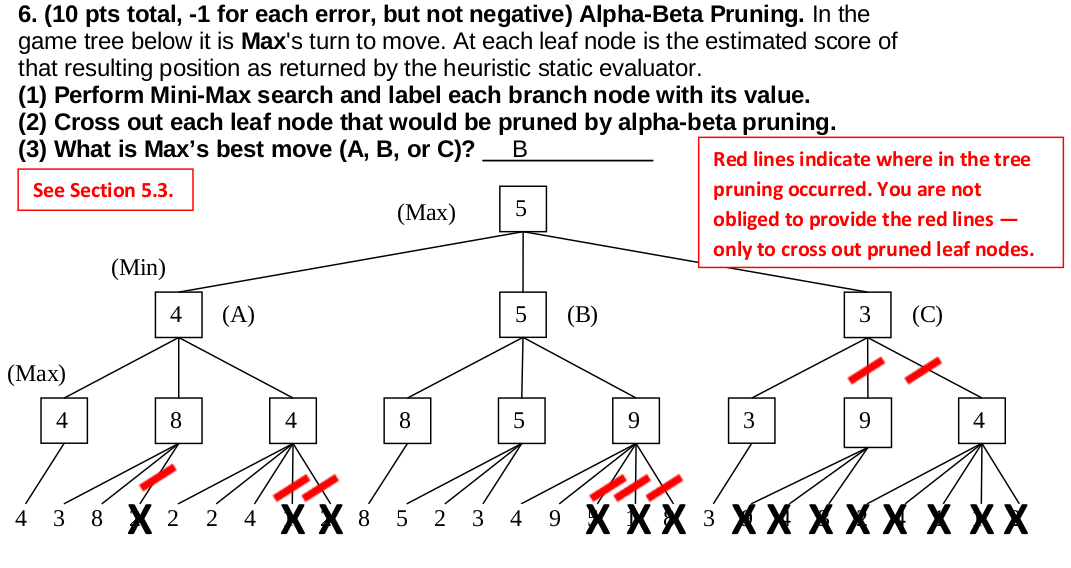 6. (10 pts total, -1 for each error, but not negative) Alpha-Beta Pruning. In the
game tree below it is Max's turn to move. At each leaf node is the estimated score of
that resulting position as returned by the heuristic static evaluator.
(1) Perform Mini-Max search and label each branch node with its value.
(2) Cross out each leaf node that would be pruned by alpha-beta pruning.
(3) What is Max’s best move (A, B, or C)? B
See Section 5.3.
Red lines indicate where in the tree
pruning occurred. You are not
obliged to provide the red lines —
only to cross out pruned leaf nodes.
(Max) 5
(Min)
4 (A) 5 (B) 3 (C)
(Max)
4 8 4 8 5 9 3 9 4
4 3 8 X 2 2 4 X X 8 5 2 3 4 9 X X X 3 X X X X X X X X